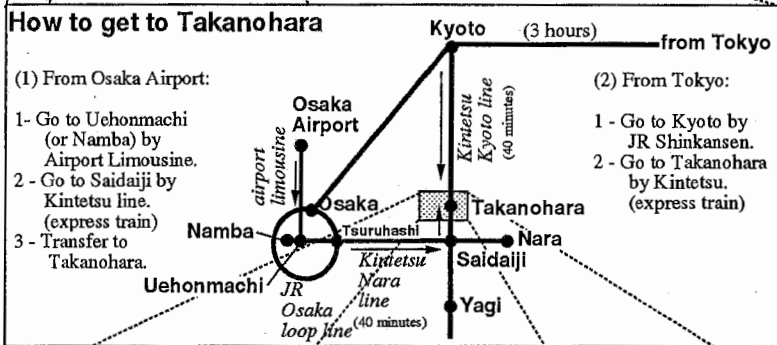 How to get to Takanohara
(1) From Osaka Airport:
1- Go to Uehonmachi
(or Namba) by
Airport Limousine.
2 - Go to Saidaiji by
Kintetsu line.
(express train)
3 - Transfer to
Takanohara.
Kyoto
(3 hours)
from Tokyo
(2) From Tokyo:
1 - Go to Kyoto by
JR Shinkansen.
2 - Go to Takanohara
by Kintetsu.
(express train)
Osaka
Airport
airport
limousine
Kintetsu
Kyoto line
(40 minutes)
Osaka
Takanohara
Namba
Tsuruhashi
Nara
Saidaiji
Uehonmachi
JR
Osaka
loop line
Kintetsu
Nara
line
(40 minutes)
Yagi